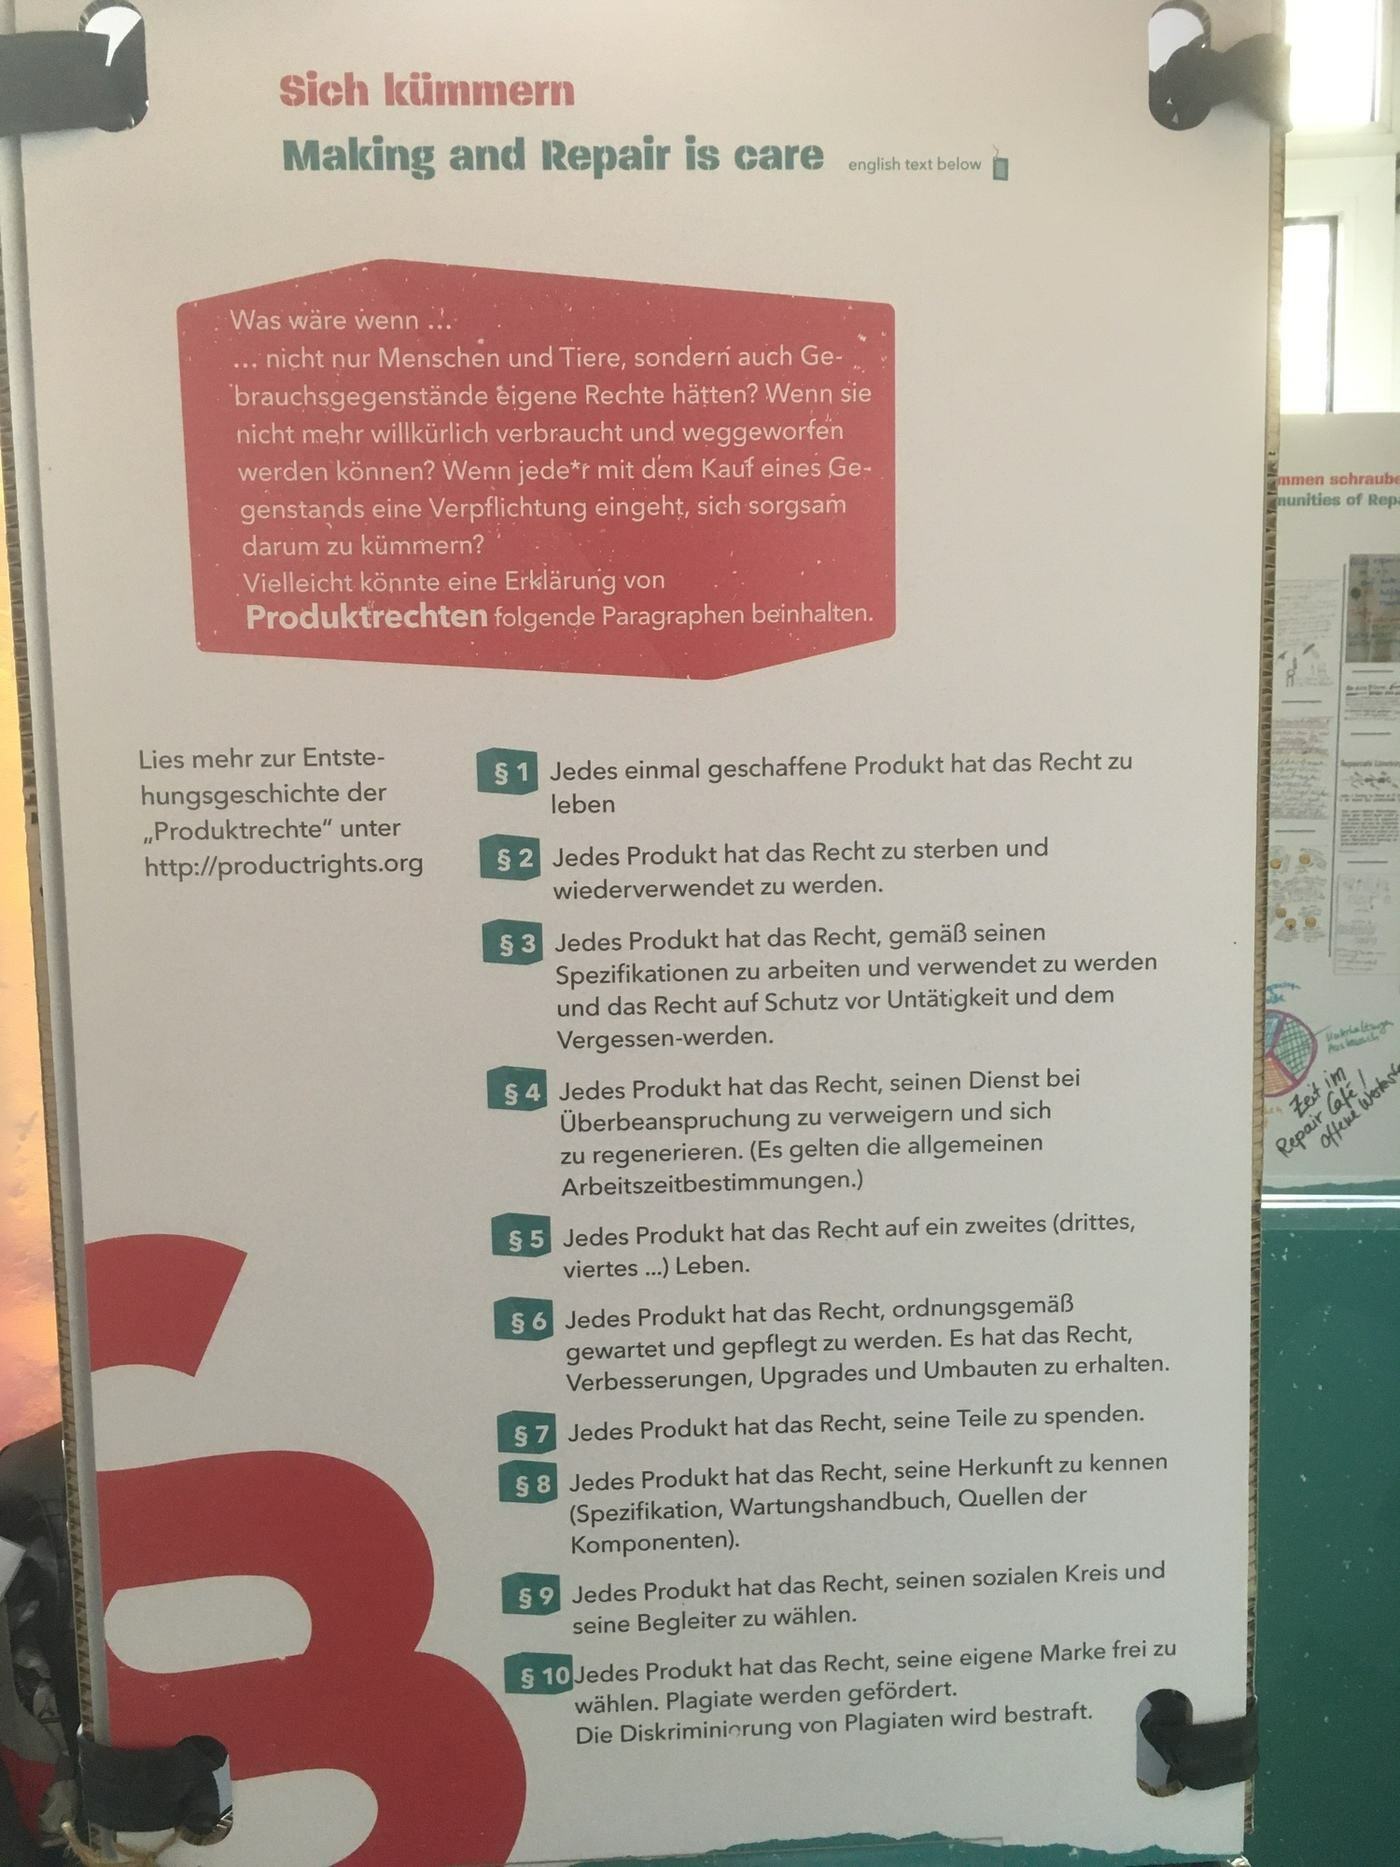 Sich kümmern
Making and Repair is care english text below
Was wäre wenn ...
... nicht nur Menschen und Tiere, sondern auch Ge-
brauchsgegenstände eigene Rechte hätten? Wenn sie
nicht mehr willkürlich verbraucht und weggeworfen
werden können? Wenn jede*r mit dem Kauf eines Ge-
genstands eine Verpflichtung eingeht, sich sorgsam
darum zu kümmern?
Vielleicht könnte eine Erklärung von
Produktrechten folgende Paragraphen beinhalten.
Lies mehr zur Entste-
hungsgeschichte der
„Produktrechte“ unter
http://productrights.org
§ 1 Jedes einmal geschaffene Produkt hat das Recht zu
leben
§ 2 Jedes Produkt hat das Recht zu sterben und
wiederverwendet zu werden.
§ 3 Jedes Produkt hat das Recht, gemäß seinen
Spezifikationen zu arbeiten und verwendet zu werden
und das Recht auf Schutz vor Untätigkeit und dem
Vergessen-werden.
§ 4 Jedes Produkt hat das Recht, seinen Dienst bei
Überbeanspruchung zu verweigern und sich
zu regenerieren. (Es gelten die allgemeinen
Arbeitszeitbestimmungen.)
§ 5 Jedes Produkt hat das Recht auf ein zweites (drittes,
viertes ...) Leben.
§ 6 Jedes Produkt hat das Recht, ordnungsgemäß
gewartet und gepflegt zu werden. Es hat das Recht,
Verbesserungen, Upgrades und Umbauten zu erhalten.
§ 7 Jedes Produkt hat das Recht, seine Teile zu spenden.
§ 8 Jedes Produkt hat das Recht, seine Herkunft zu kennen
(Spezifikation, Wartungshandbuch, Quellen der
Komponenten).
§ 9 Jedes Produkt hat das Recht, seinen sozialen Kreis und
seine Begleiter zu wählen.
§ 10 Jedes Produkt hat das Recht, seine eigene Marke frei zu
wählen. Plagiate werden gefördert.
Die Diskriminierung von Plagiaten wird bestraft.
§
mmen schraube
munities of Repa
Zeit im
Repair Café /
offene